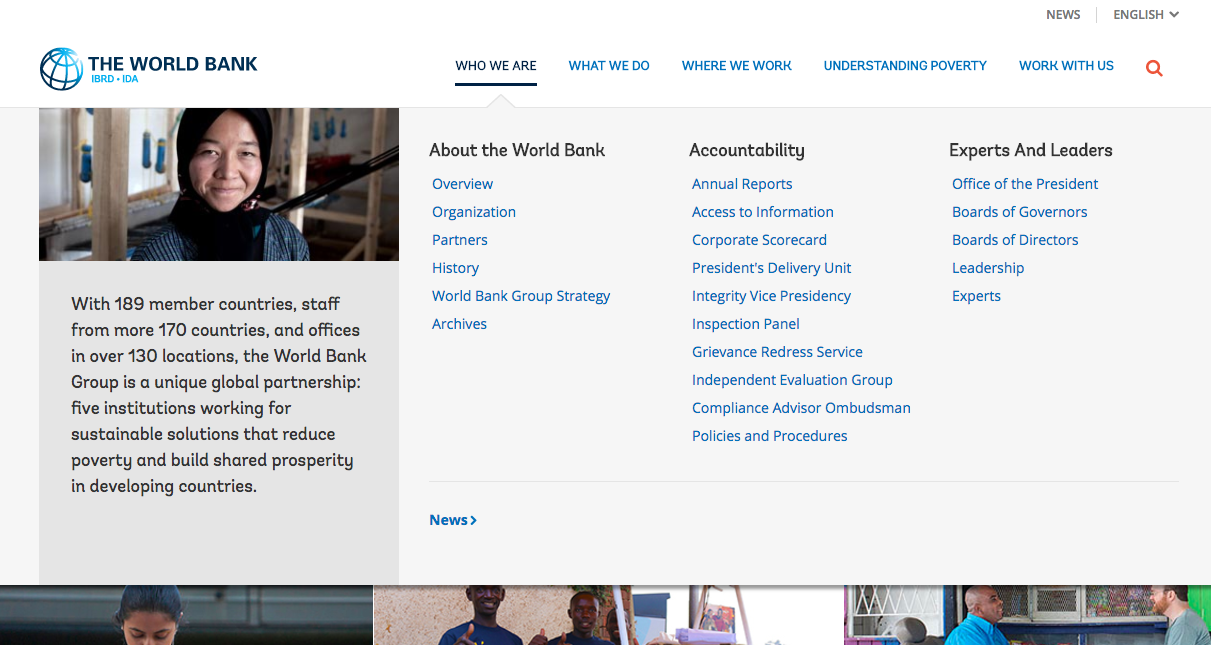 NEWS
ENGLISH
THE WORLD BANK
IBRD • IDA
WHO WE ARE
WHAT WE DO
WHERE WE WORK
UNDERSTANDING POVERTY
WORK WITH US
With 189 member countries, staff
from more 170 countries, and offices
in over 130 locations, the World Bank
Group is a unique global partnership:
five institutions working for
sustainable solutions that reduce
poverty and build shared prosperity
in developing countries.
About the World Bank
Overview
Organization
Partners
History
World Bank Group Strategy
Archives
Accountability
Annual Reports
Access to Information
Corporate Scorecard
President's Delivery Unit
Integrity Vice Presidency
Inspection Panel
Grievance Redress Service
Independent Evaluation Group
Compliance Advisor Ombudsman
Policies and Procedures
Experts And Leaders
Office of the President
Boards of Governors
Boards of Directors
Leadership
Experts
News